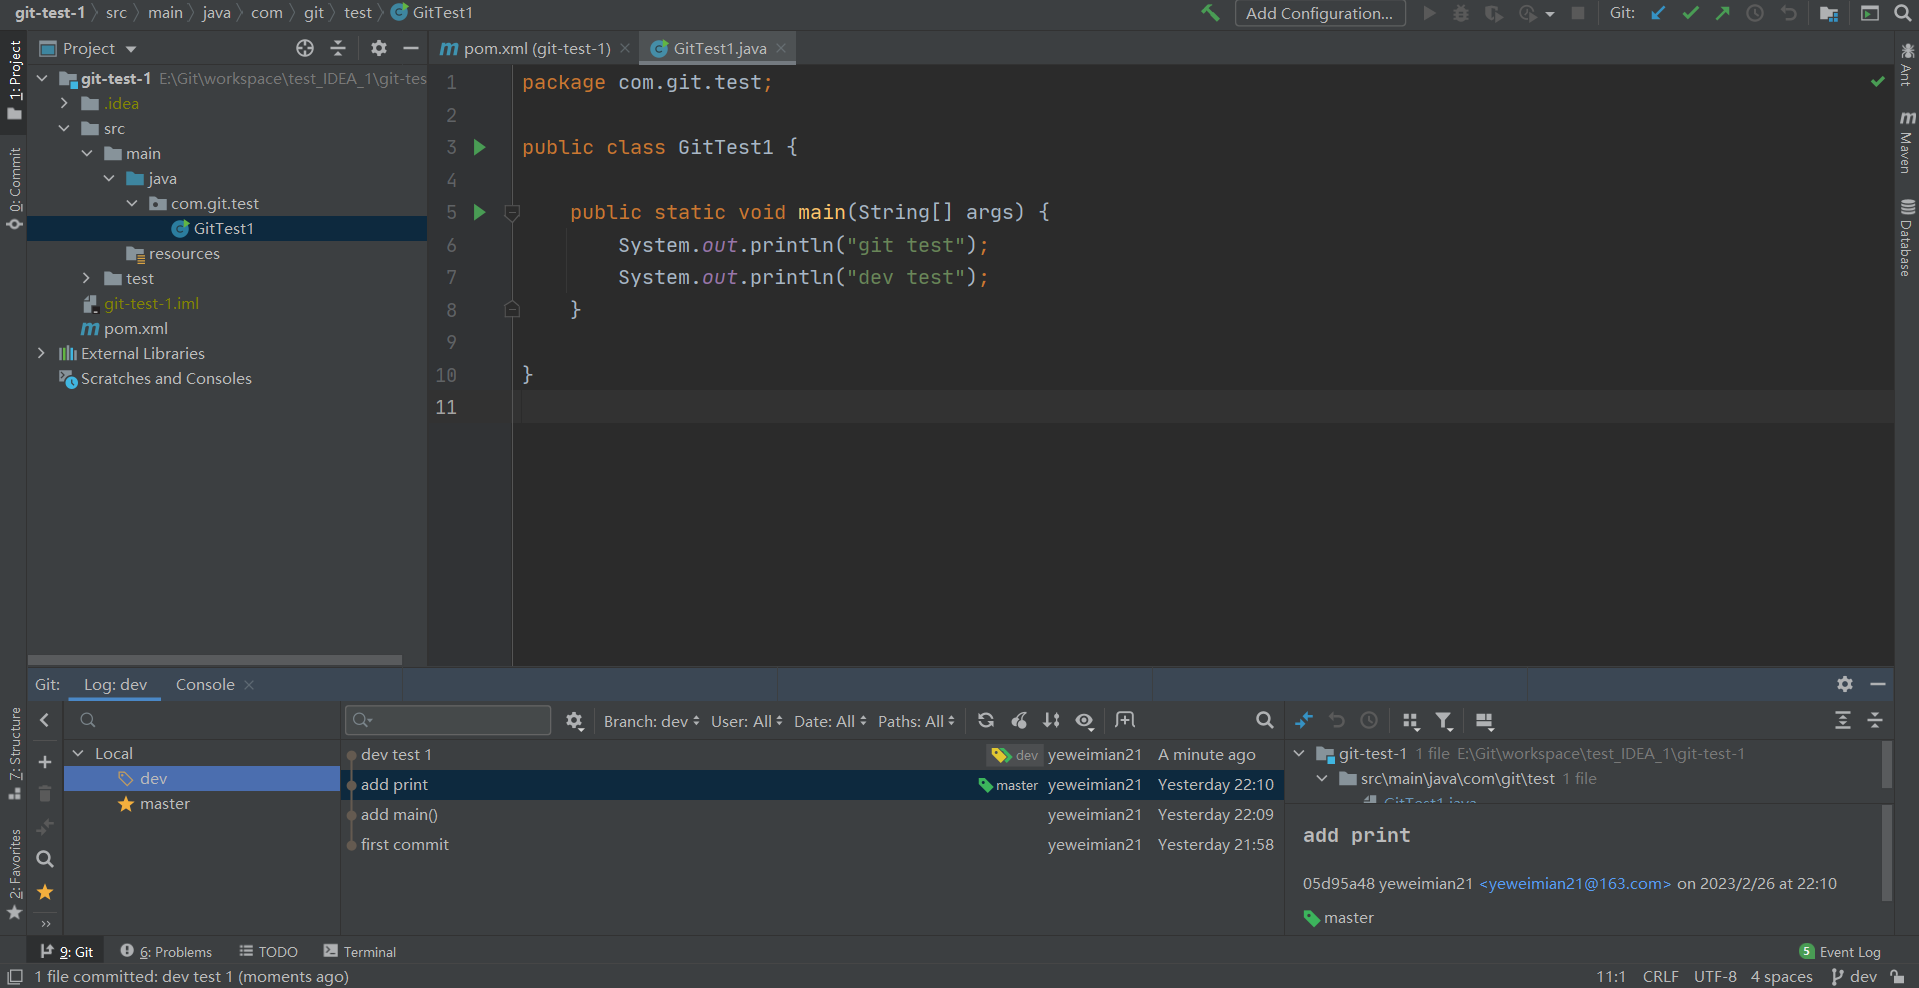 git-test-1 src main java com git test GitTest1 Add Configuration... Git:
1: Project
Project
pom.xml (git-test-1)
GitTest1.java
git-test-1 E:\Git\workspace\test_IDEA_1\git-tes
.idea
src
main
java
com.git.test
GitTest1
resources
test
git-test-1.iml
pom.xml
External Libraries
Scratches and Consoles
0: Commit
1 package com.git.test;
2
3 public class GitTest1 {
4
5 public static void main(String[] args) {
6 System.out.println("git test");
7 System.out.println("dev test");
8 }
9
10 }
11
Ant
Maven
Database
Git: Log: dev Console
Branch: dev User: All Date: All Paths: All
Local
dev
master
dev test 1 dev yeweimian21 A minute ago
add print master yeweimian21 Yesterday 22:10
add main() yeweimian21 Yesterday 22:09
first commit yeweimian21 Yesterday 21:58
git-test-1 1 file E:\Git\workspace\test_IDEA_1\git-test-1
src\main\java\com\git\test 1 file
GitTest1.java
add print
05d95a48 yeweimian21 <yeweimian21@163.com> on 2023/2/26 at 22:10
master
7: Structure
2: Favorites
9: Git 6: Problems TODO Terminal 5 Event Log
1 file committed: dev test 1 (moments ago) 11:1 CRLF UTF-8 4 spaces dev